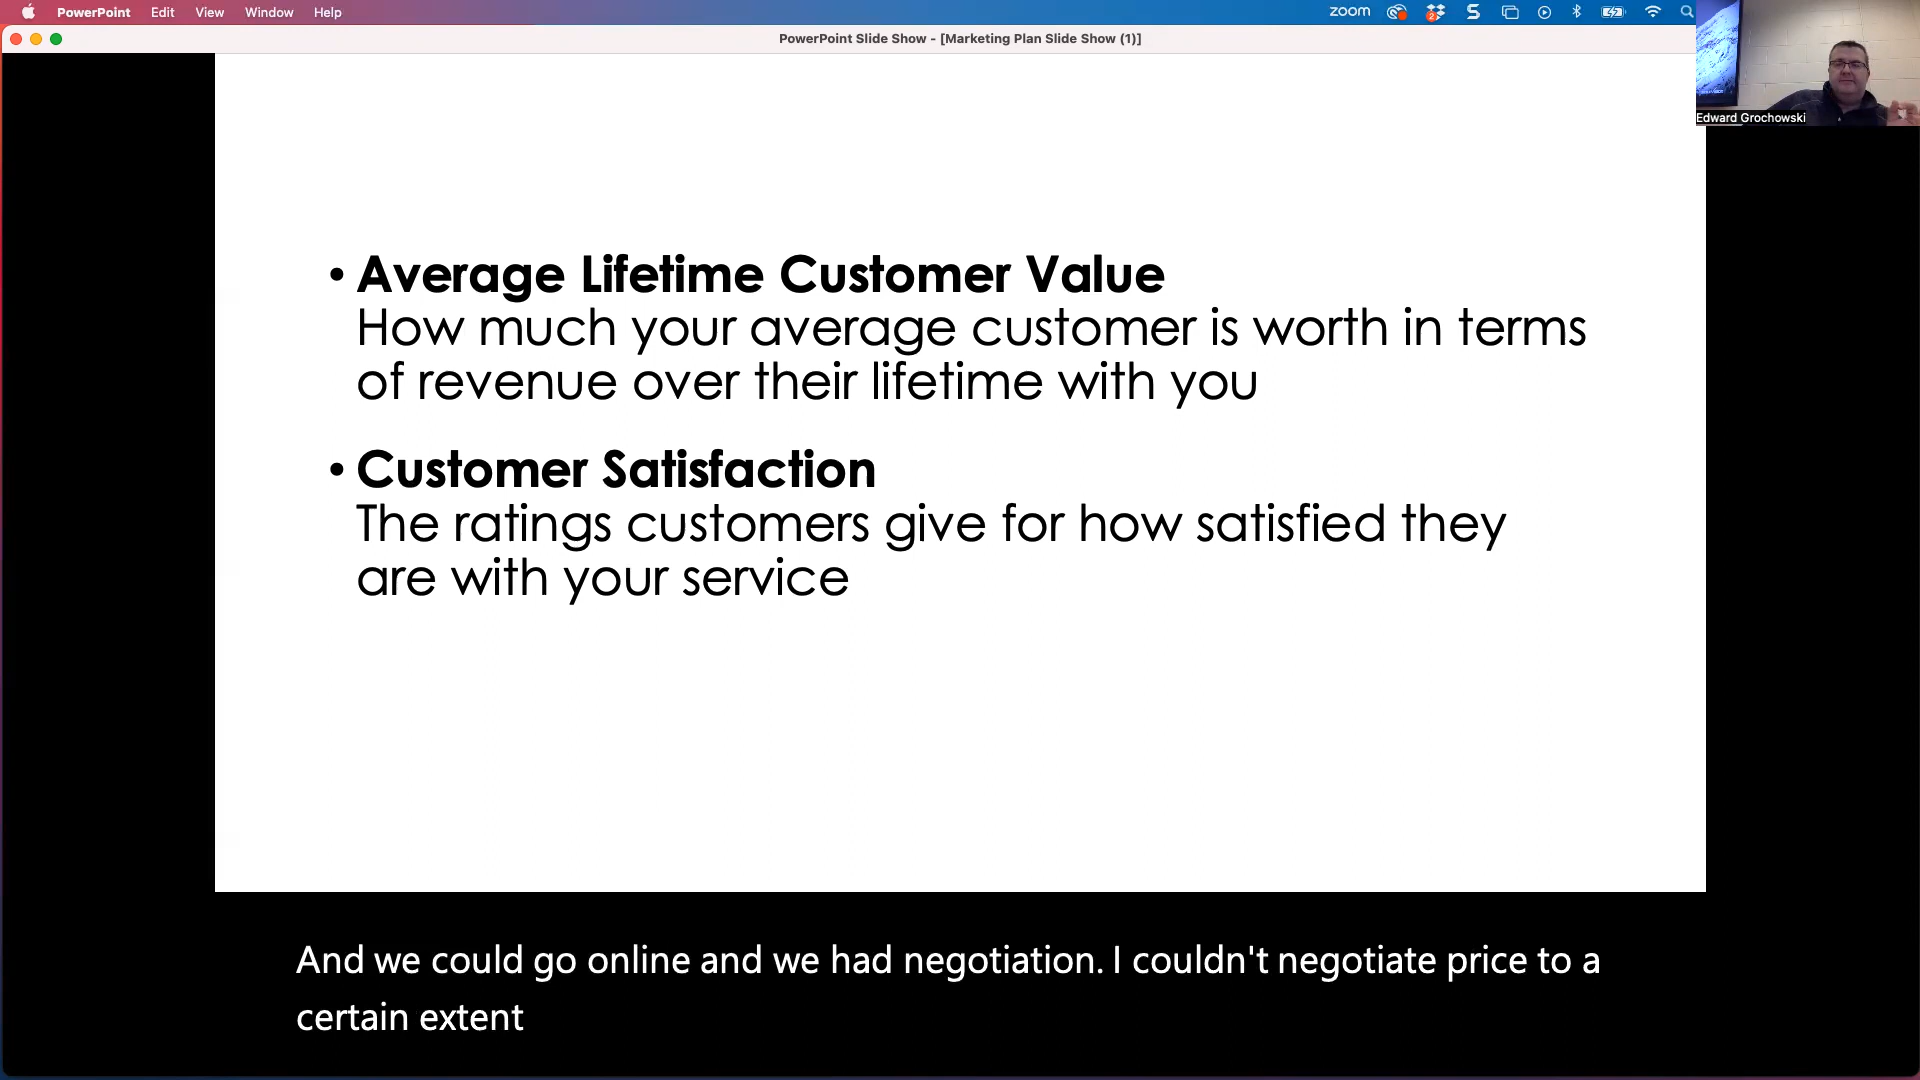 PowerPoint Edit View Window Help
zoom
2
PowerPoint Slide Show - [Marketing Plan Slide Show (1)]
Edward Grochowski
• Average Lifetime Customer Value
How much your average customer is worth in terms
of revenue over their lifetime with you
• Customer Satisfaction
The ratings customers give for how satisfied they
are with your service
And we could go online and we had negotiation. I couldn't negotiate price to a
certain extent